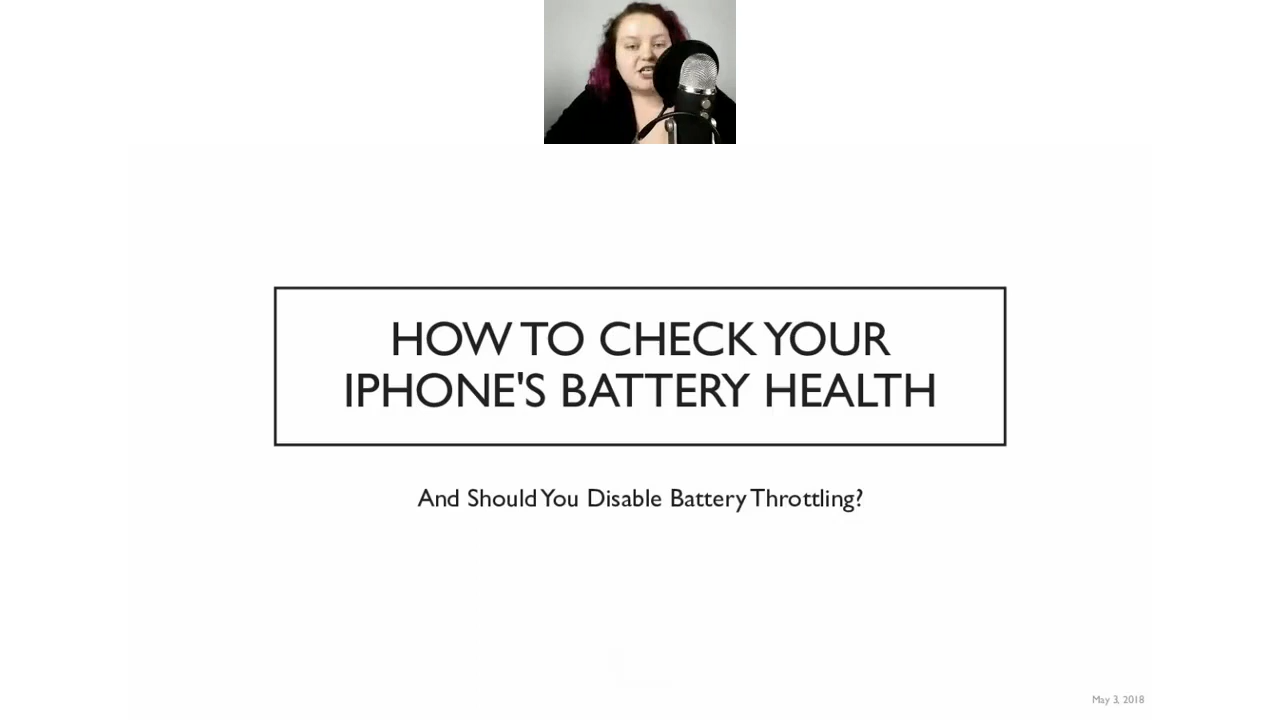 HOW TO CHECK YOUR
IPHONE'S BATTERY HEALTH
And Should You Disable Battery Throttling?
May 3, 2018